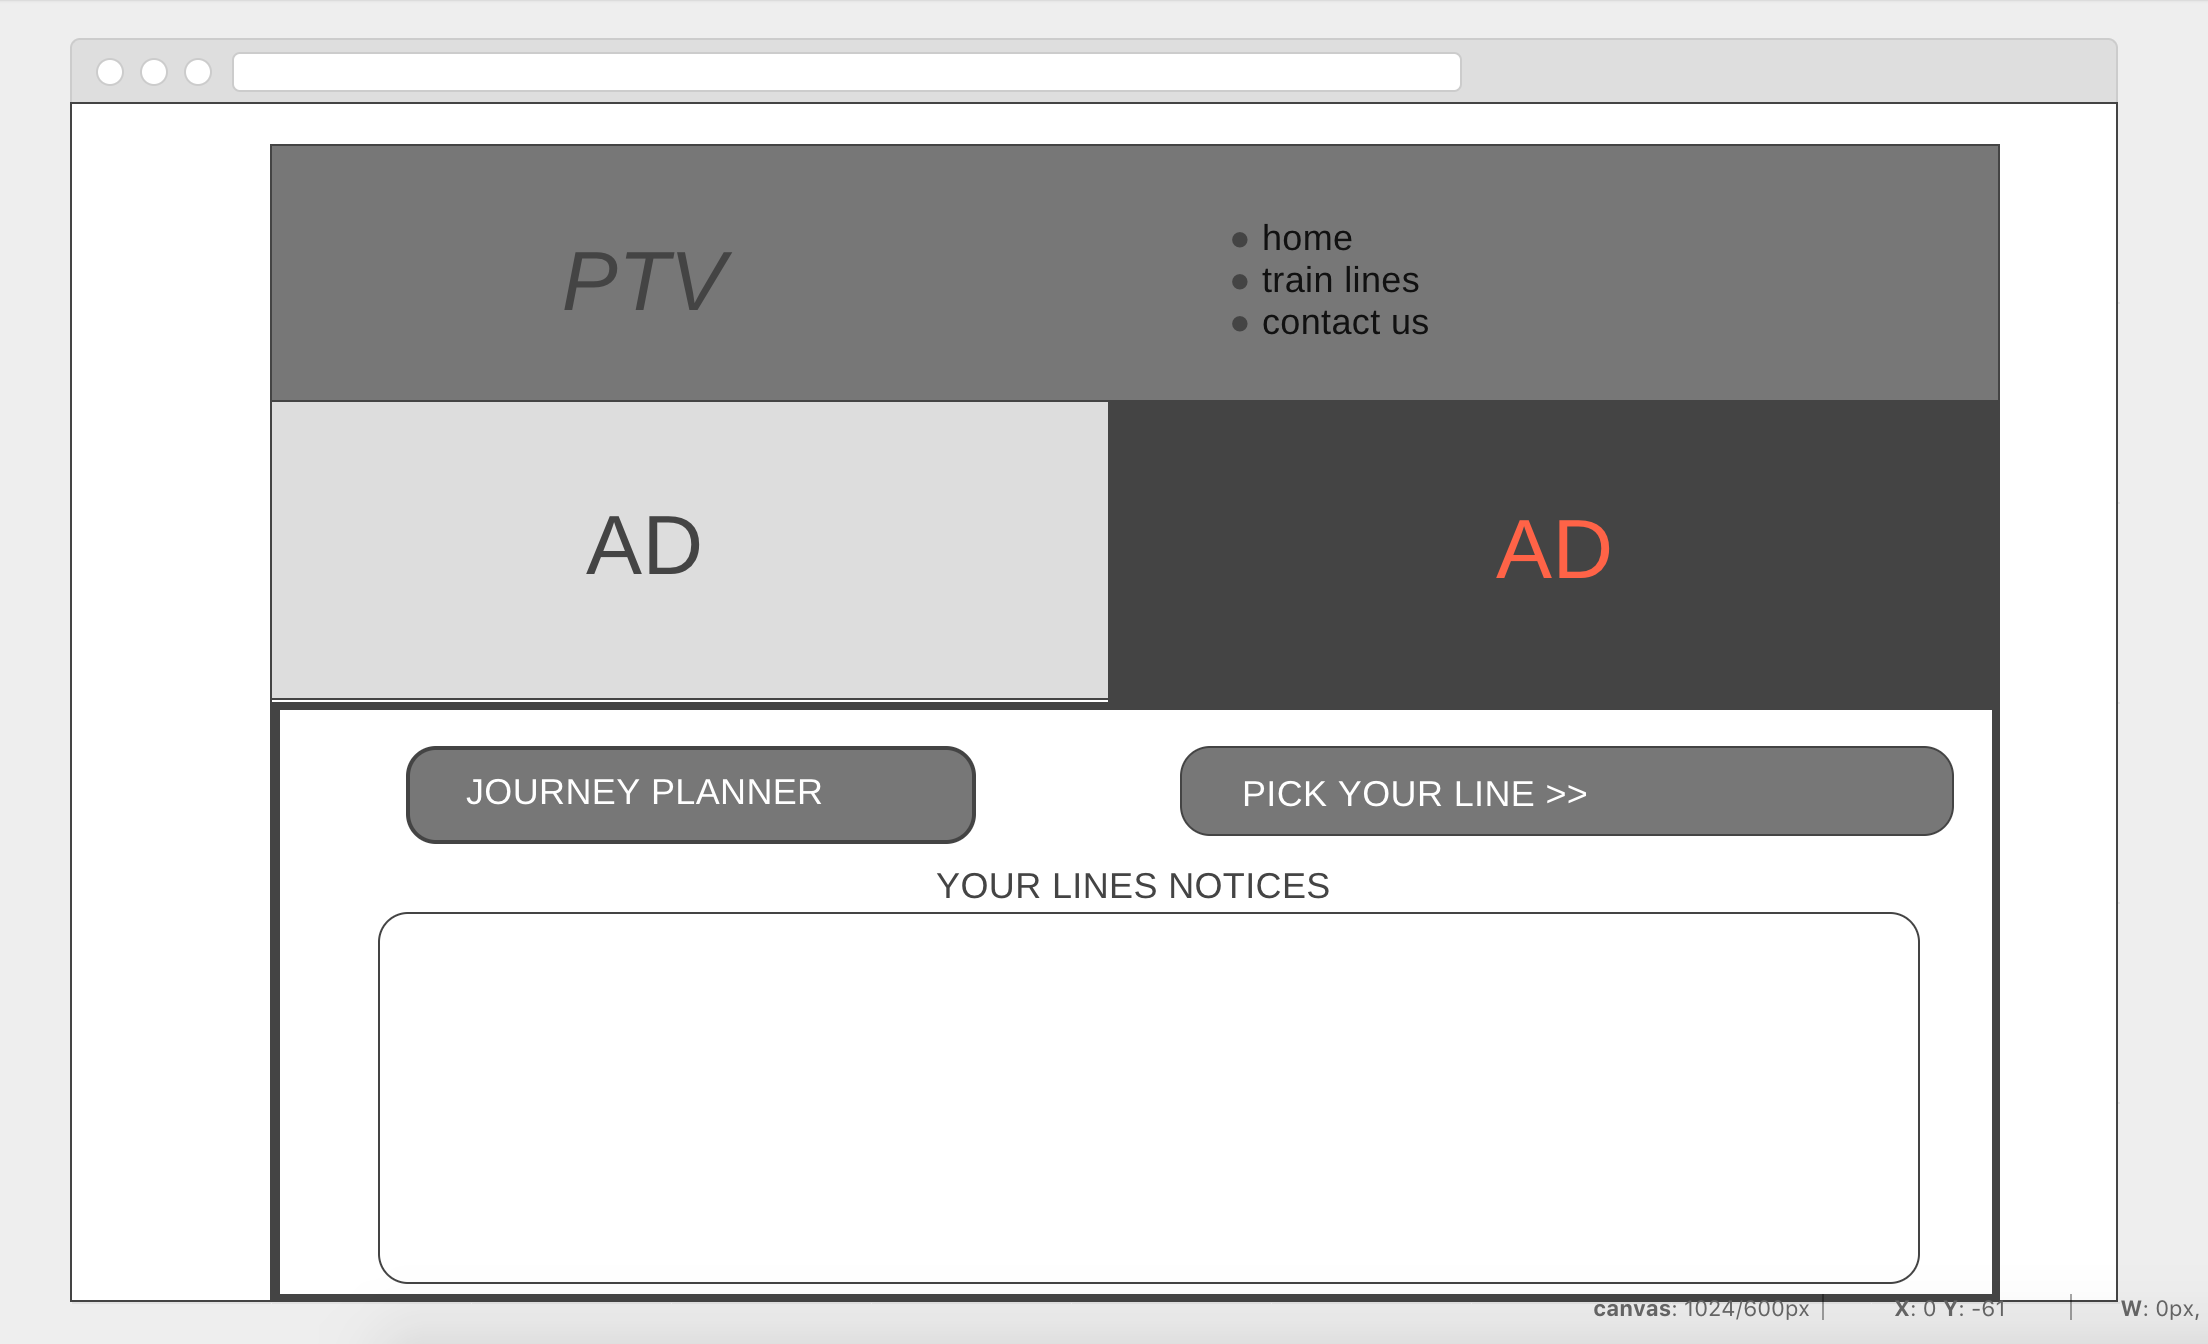 PTV
home
train lines
contact us
AD
AD
JOURNEY PLANNER
PICK YOUR LINE >>
YOUR LINES NOTICES
canvas: 1024/600px
X: 0 Y: -61
W: 0px,